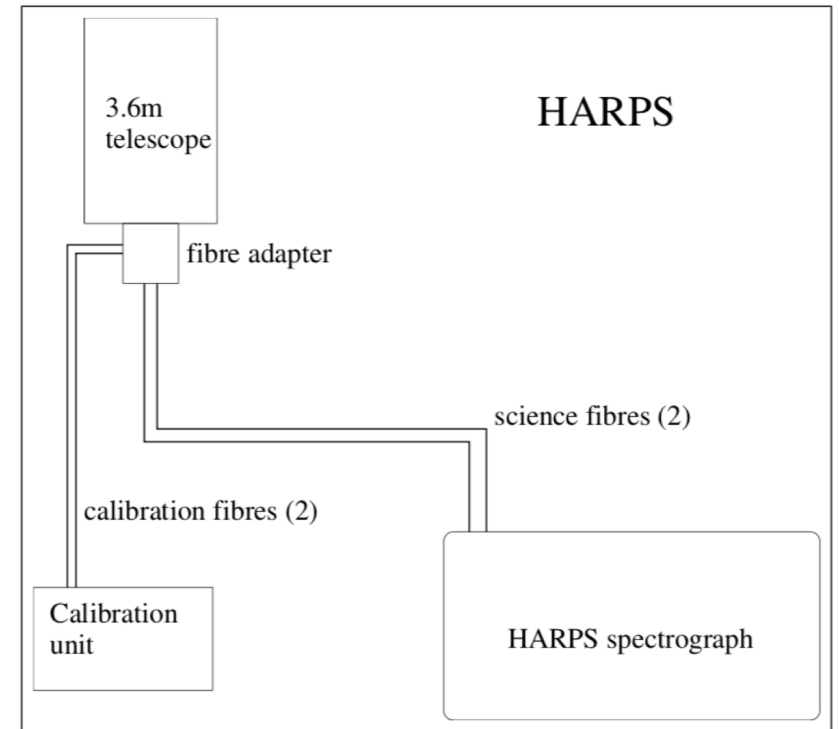 3.6m
telescope
HARPS
fibre adapter
science fibres (2)
calibration fibres (2)
Calibration
unit
HARPS spectrograph